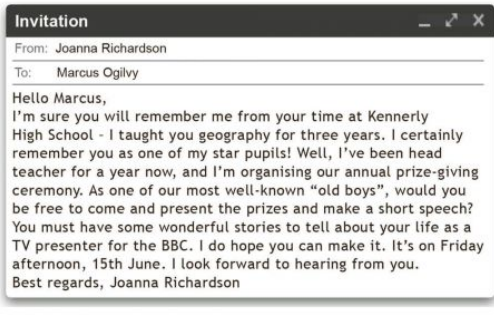 Invitation
From: Joanna Richardson
To: Marcus Ogilvy
Hello Marcus,
I'm sure you will remember me from your time at Kennerly
High School - I taught you geography for three years. I certainly
remember you as one of my star pupils! Well, I've been head
teacher for a year now, and I'm organising our annual prize-giving
ceremony. As one of our most well-known "old boys", would you
be free to come and present the prizes and make a short speech?
You must have some wonderful stories to tell about your life as a
TV presenter for the BBC. I do hope you can make it. It's on Friday
afternoon, 15th June. I look forward to hearing from you.
Best regards, Joanna Richardson